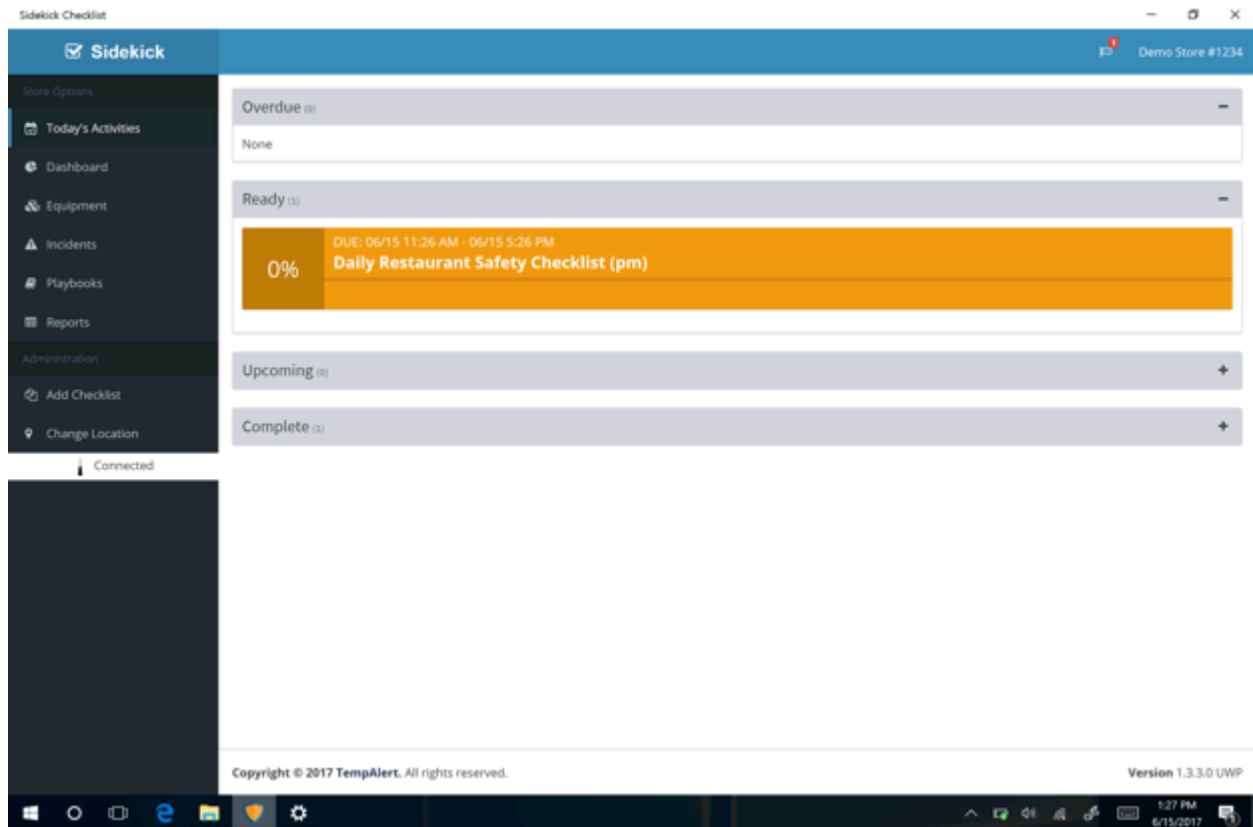 Sidekick Checklist
Sidekick
Demo Store #1234
Store Options
Today's Activities
Dashboard
Equipment
Incidents
Playbooks
Reports
Administration
Add Checklist
Change Location
Connected
Overdue (0)
None
Ready (1)
0%
DUE: 06/15 11:26 AM - 06/15 5:26 PM
Daily Restaurant Safety Checklist (pm)
Upcoming (0)
Complete (1)
Copyright © 2017 TempAlert. All rights reserved.
Version 1.3.3.0 UWP
1:27 PM
6/15/2017